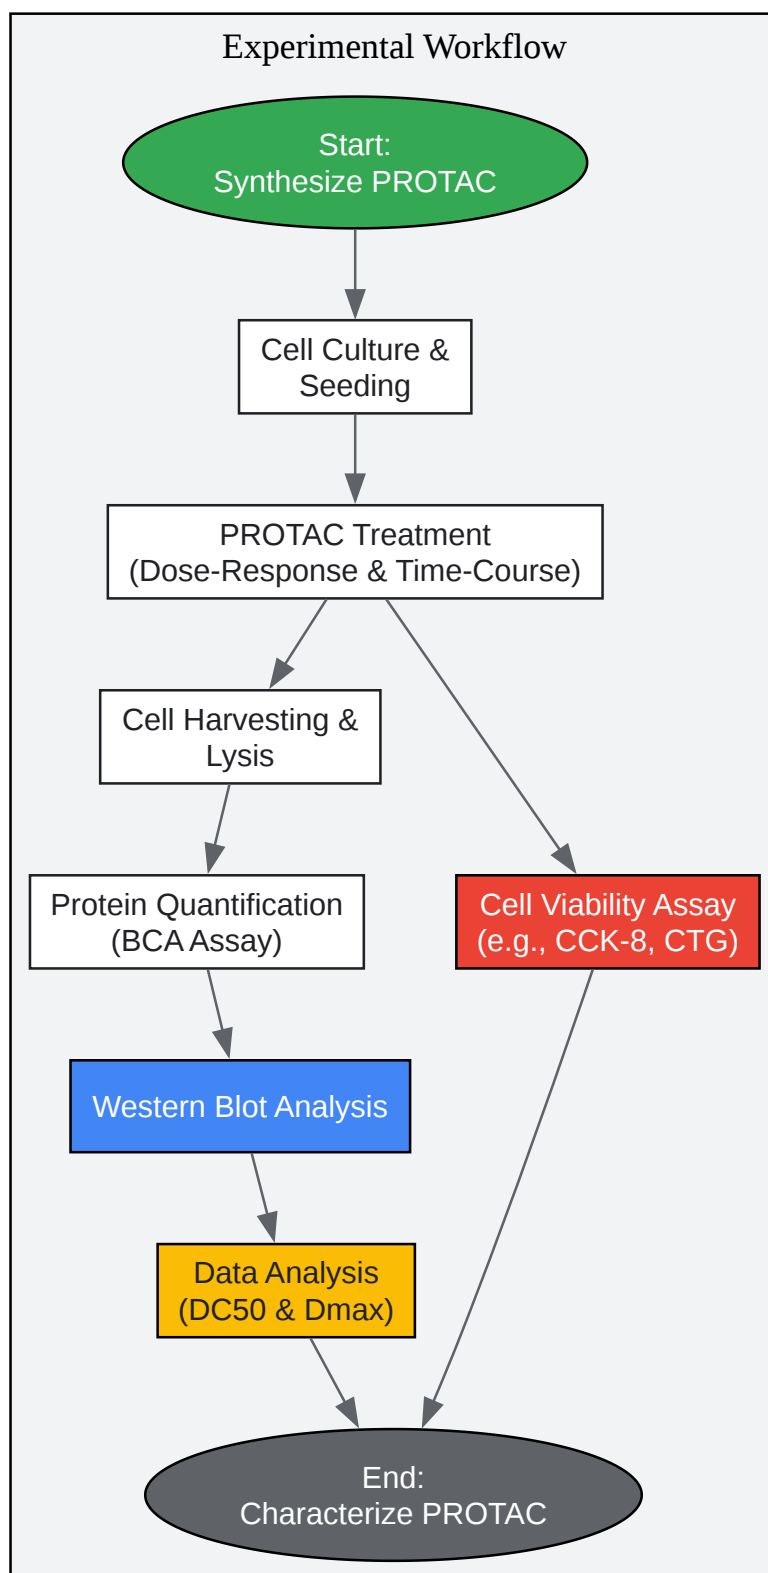 Experimental Workflow
Start:
Synthesize PROTAC
Cell Culture &
Seeding
PROTAC Treatment
(Dose-Response & Time-Course)
Cell Harvesting &
Lysis
Protein Quantification
(BCA Assay)
Cell Viability Assay
(e.g., CCK-8, CTG)
Western Blot Analysis
Data Analysis
(DC50 & Dmax)
End:
Characterize PROTAC